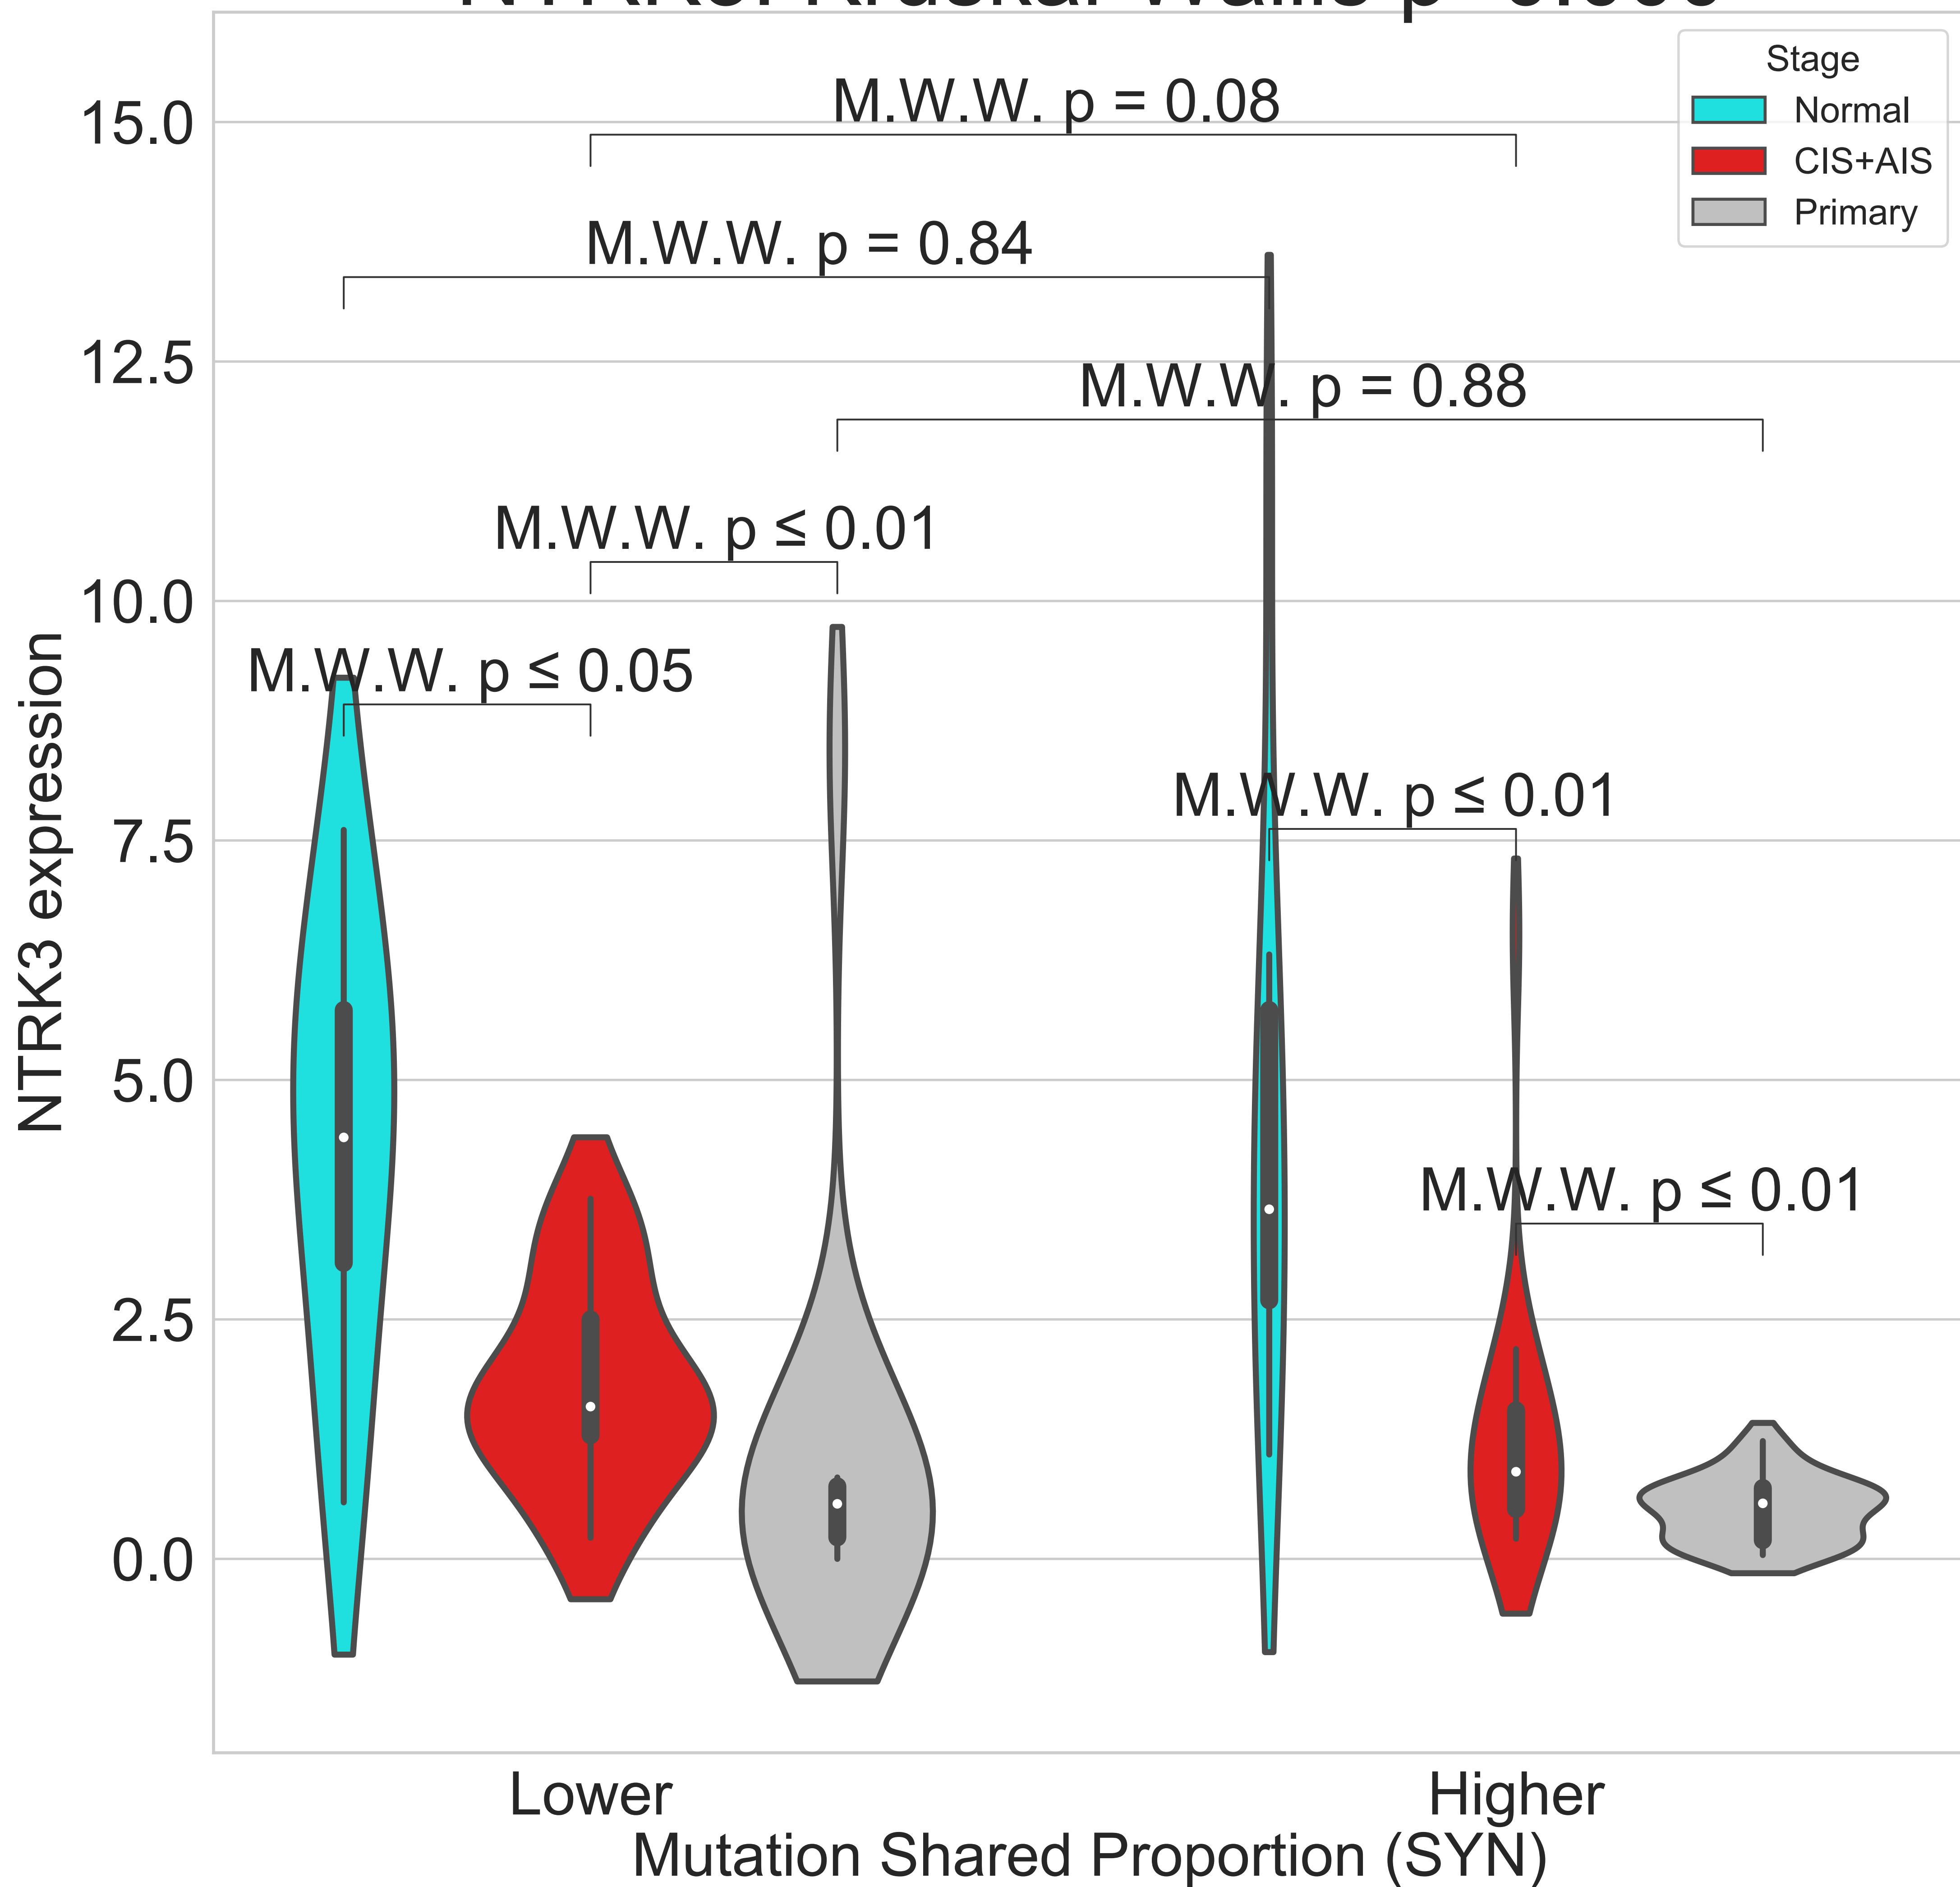 Stage
Normal
CIS+AIS
Primary
M.W.W. p = 0.08
M.W.W. p = 0.84
M.W.W. p = 0.88
M.W.W. p ≤ 0.01
M.W.W. p ≤ 0.05
M.W.W. p ≤ 0.01
M.W.W. p ≤ 0.01
15.0
12.5
10.0
7.5
5.0
2.5
0.0
NTRK3 expression
Lower
Higher
Mutation Shared Proportion (SYN)